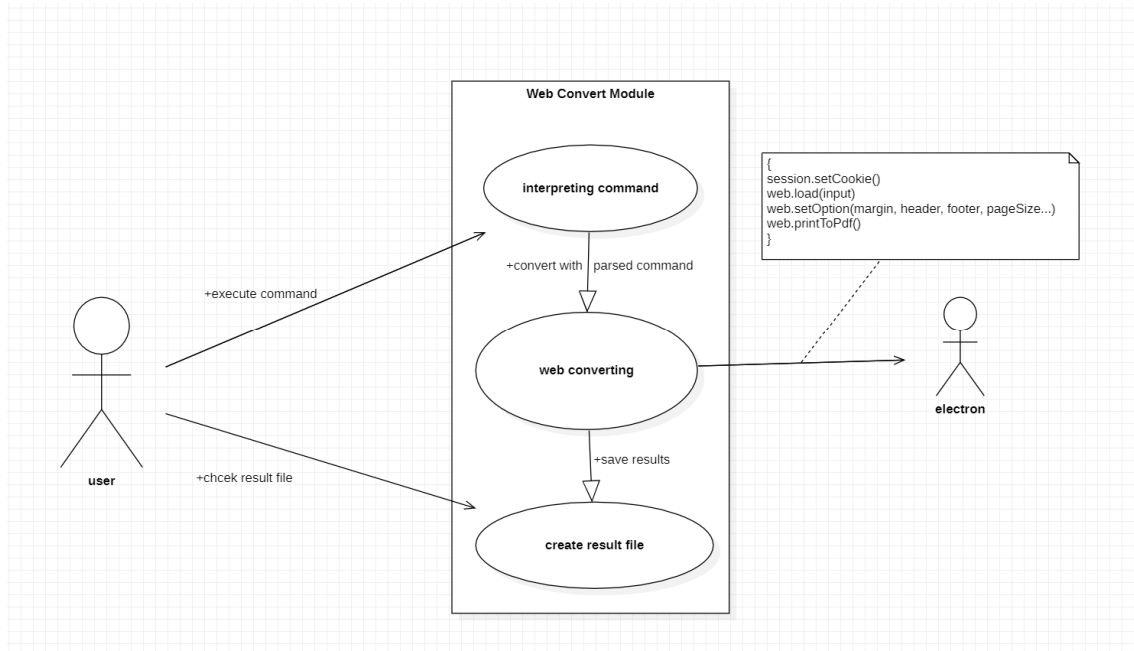 Web Convert Module
interpreting command
{
session.setCookie()
web.load(input)
web.setOption(margin, header, footer, pageSize...)
web.printToPdf()
}
+convert with parsed command
+execute command
web converting
electron
+save results
+chcek result file
user
create result file